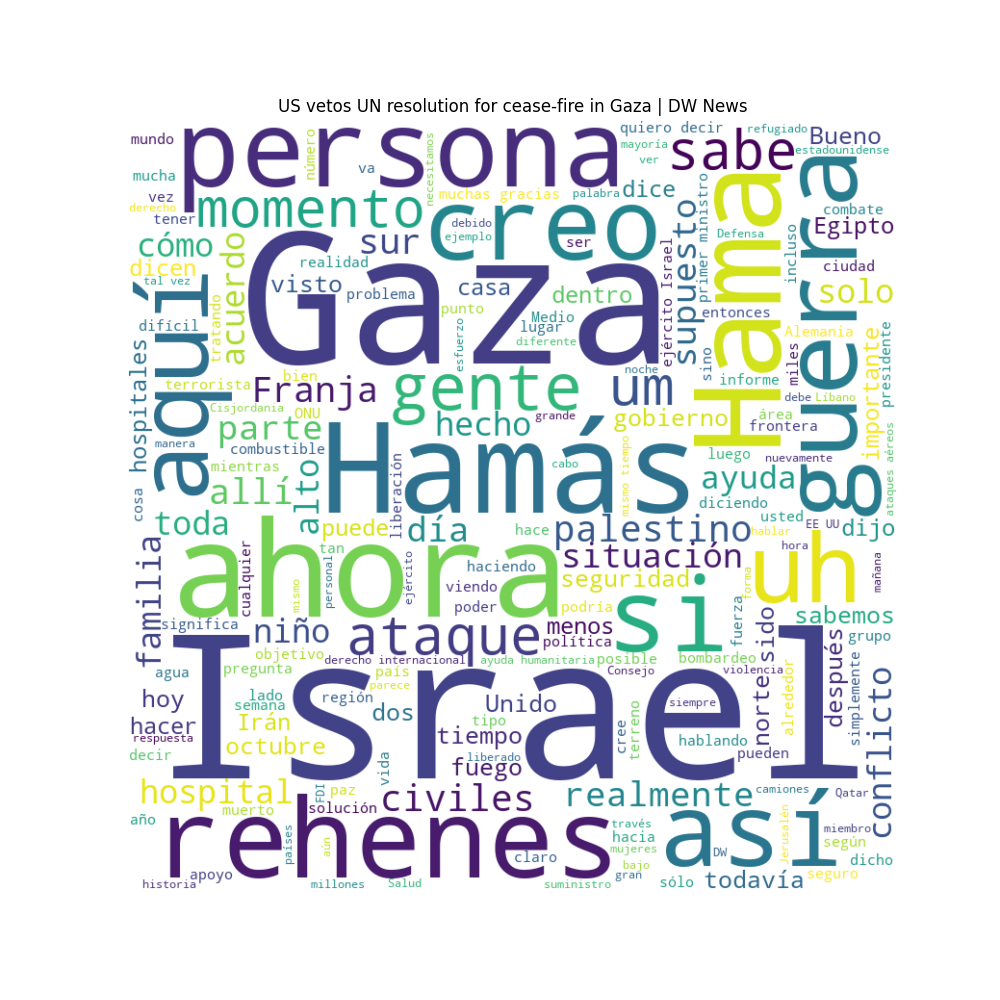 US vetos UN resolution for cease-fire in Gaza | DW News
mundo
persona
número
va
necesitamos
quiero decir
mayoría
ver
refugiado
sabe
Bueno
estadounidense
mucha
vez
derecho
tener
momento
muchas gracias
palabra
dice
creo
debido
ejemplo
ser
primer ministro
Hama
Defensa
guerra
combate
Egipto
incluso
cómo
dicen
tal vez
acuerdo
sur
realidad
visto
problema
Gaza
casa
punto
dentro
Medio
lugar
diferente
ejército Israel
supuesto
entonces
ciudad
solo
aquí
difícil
tratando
esfuerzo
noche
sino
Alemania
miles
importante
presidente
hospitales
terrorista
bien
Franja
gente
um
informe
debe
Líbano
Cisjordania
ONU
grande
hecho
gobierno
área
frontera
parte
manera
combustible
mientras
Hamás
cabo
mismo tiempo
luego
nuevamente
ataques aéreos
cosa
allí
alto
liberación
ayuda
diciendo
toda
puede
día
hace
palestino
usted
EE UU
hablar
dijo
familia
cualquier
tan
ahora
haciendo
situación
hora
uh
mañana
mismo
personal
ejército
viendo
poder
seguridad
podría
si
forma
fuerza
sabemos
significa
niño
ataque
menos
política
grupo
objetivo
pregunta
derecho internacional
ayuda humanitaria
posible
Consejo
bombardeo
violencia
norte
sido
alrededor
después
simplemente
conflicto
agua
país
parece
Israel
siempre
hoy
lado
semana
región
dos
Unido
hacer
respuesta
Irán
tipo
tiempo
cree
terreno
hablando
pueden
decir
octubre
vida
liberado
fuego
hospital
FDI
paz
solución
civiles
realmente
camiones
Qatar
muerto
año
rehenes
países
aún
claro
través
hacia
mujeres
bajo
gran
así
DW
Jerusalén
miembro
según
dicho
historia
apoyo
millones
Salud
suministro
sólo
todavía
seguro